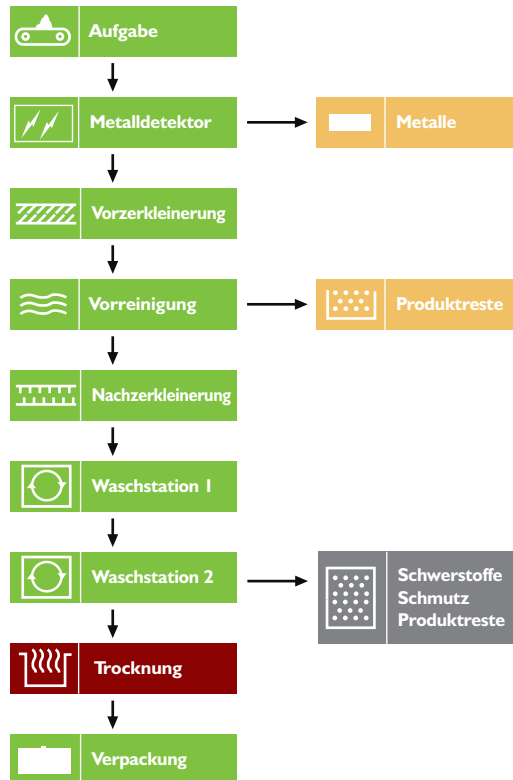 Aufgabe
Metalldetektor
Metalle
Vorzerkleinerung
Vorreinigung
Produktreste
Nachzerkleinerung
Waschstation 1
Waschstation 2
Schwerstoffe
Schmutz
Produktreste
Trocknung
Verpackung